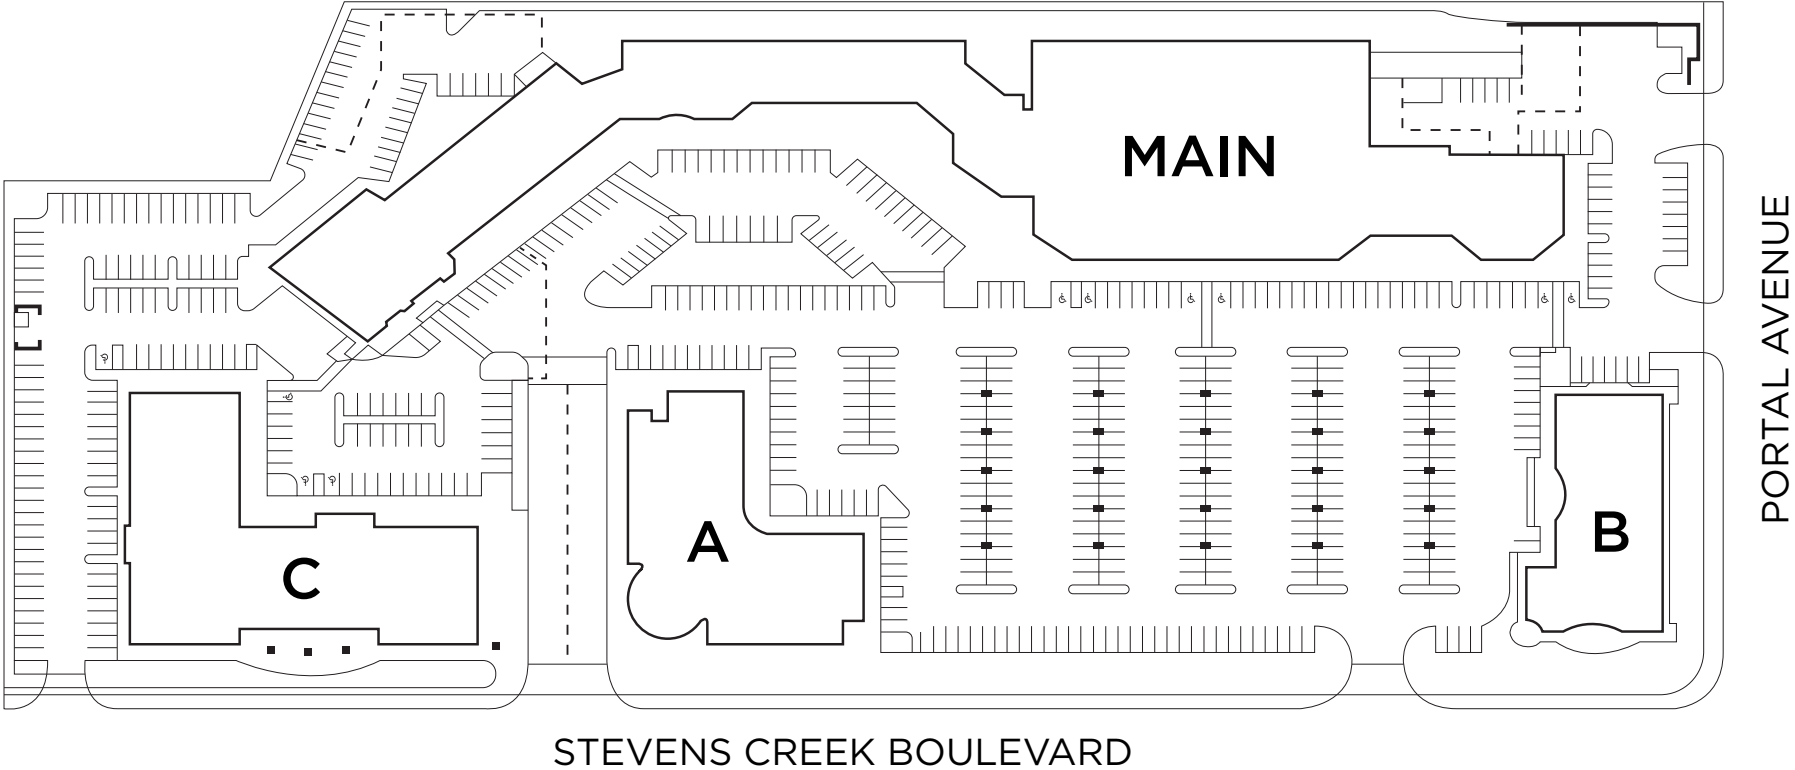 MAIN
PORTAL AVENUE
A
B
C
STEVENS CREEK BOULEVARD